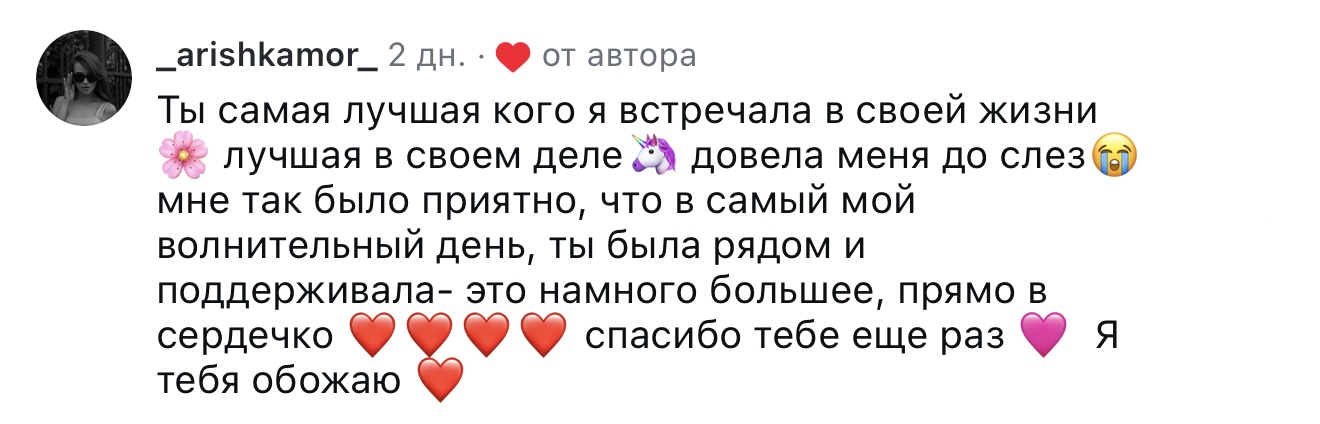 _arishkamor_ 2 дн. · ❤️ от автора
Ты самая лучшая кого я встречала в своей жизни
🌸 лучшая в своем деле🦄 довела меня до слез😭
мне так было приятно, что в самый мой
волнительный день, ты была рядом и
поддерживала- это намного большее, прямо в
сердечко ❤️❤️❤️❤️ спасибо тебе еще раз 💜 Я
тебя обожаю ❤️